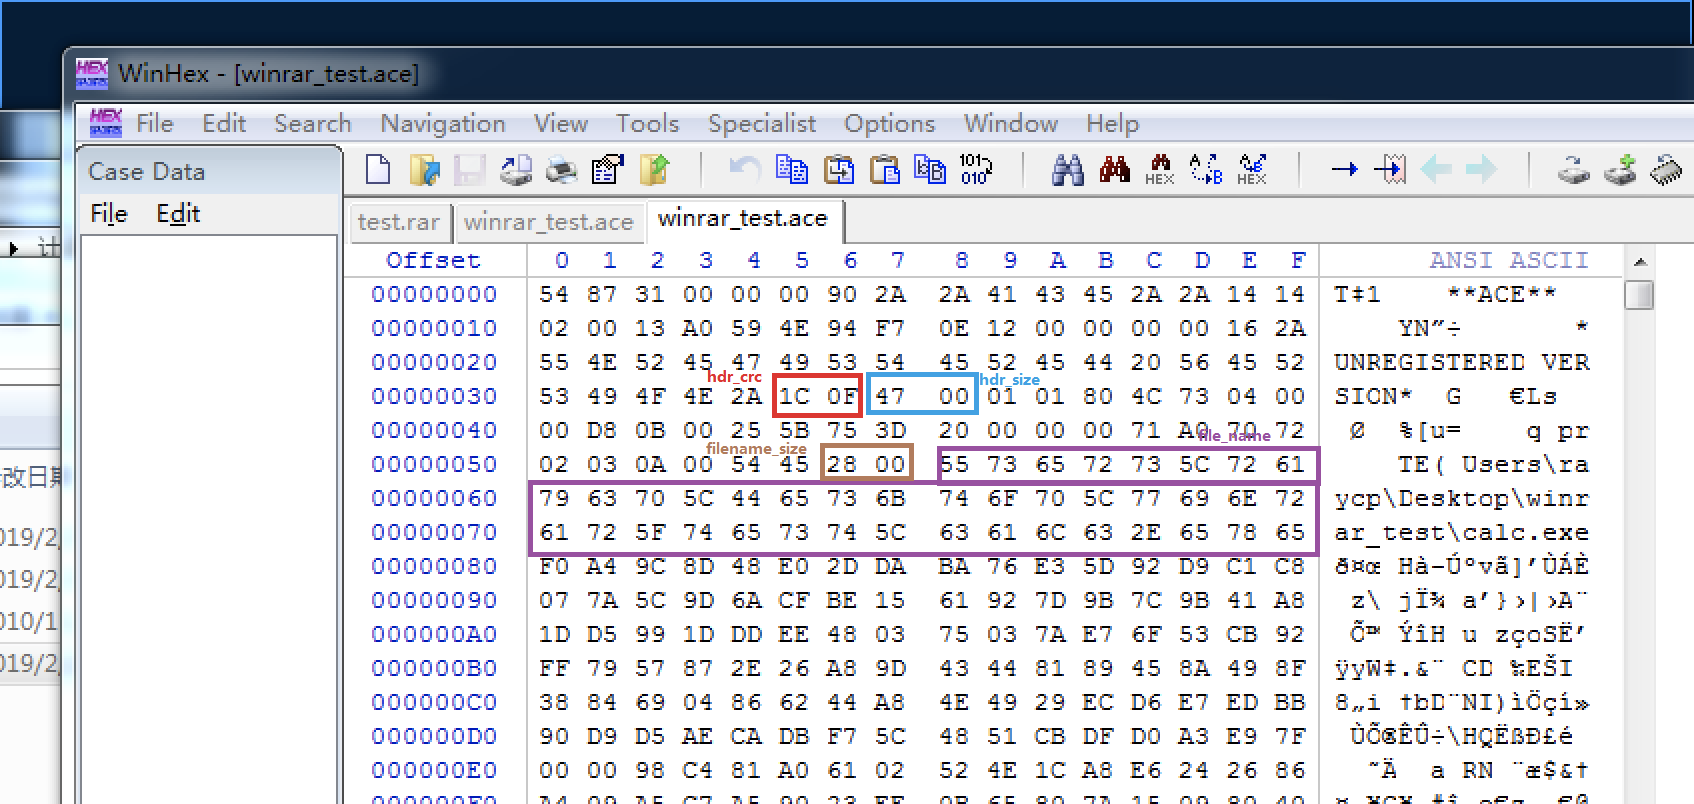 WinHex - [winrar_test.ace]
File Edit Search Navigation View Tools Specialist Options Window Help
Case Data
File Edit
test.rar winrar_test.ace winrar_test.ace
Offset 0 1 2 3 4 5 6 7 8 9 A B C D E F ANSI ASCII
00000000 54 87 31 00 00 00 90 2A 2A 41 43 45 2A 2A 14 14 T‡1 **ACE**
00000010 02 00 13 A0 59 4E 94 F7 0E 12 00 00 00 00 16 2A YN”÷ *
00000020 55 4E 52 45 47 49 53 54 45 52 45 44 20 56 45 52 UNREGISTERED VER
hdr_crc hdr_size
00000030 53 49 4F 4E 2A 1C 0F 47 00 01 01 80 4C 73 04 00 SION* G €Ls
00000040 00 D8 0B 00 25 5B 75 3D 20 00 00 00 71 A0 70 72 Ø %[u= q pr
filename_size file_name
00000050 02 03 0A 00 54 45 28 00 55 73 65 72 73 5C 72 61 TE( Users\ra
00000060 79 63 70 5C 44 65 73 6B 74 6F 70 5C 77 69 6E 72 ycp\Desktop\winr
00000070 61 72 5F 74 65 73 74 5C 63 61 6C 63 2E 65 78 65 ar_test\calc.exe
00000080 F0 A4 9C 8D 48 E0 2D DA BA 76 E3 5D 92 D9 C1 C8 ð¤œ Hà-Úºvã]’ÙÁÈ
00000090 07 7A 5C 9D 6A CF BE 15 61 92 7D 9B 7C 9B 41 A8 z\ jÏ¾ a’}›|›A¨
000000A0 1D D5 99 1D DD EE 48 03 75 03 7A E7 6F 53 CB 92 Õ™ ÝîH u zçoSË’
000000B0 FF 79 57 87 2E 26 A8 9D 43 44 81 89 45 8A 49 8F ÿyW‡.&¨ CD ‰EŠI
000000C0 38 84 69 04 86 62 44 A8 4E 49 29 EC D6 E7 ED BB 8„i †bD¨NI)ìÖçí»
000000D0 90 D9 D5 AE CA DB F7 5C 48 51 CB DF D0 A3 E9 7F ÙÕ®ÊÛ÷\HQËßÐ£é
000000E0 00 00 98 C4 81 A0 61 02 52 4E 1C A8 E6 24 26 86 ˜Ä a RN ¨æ$&†